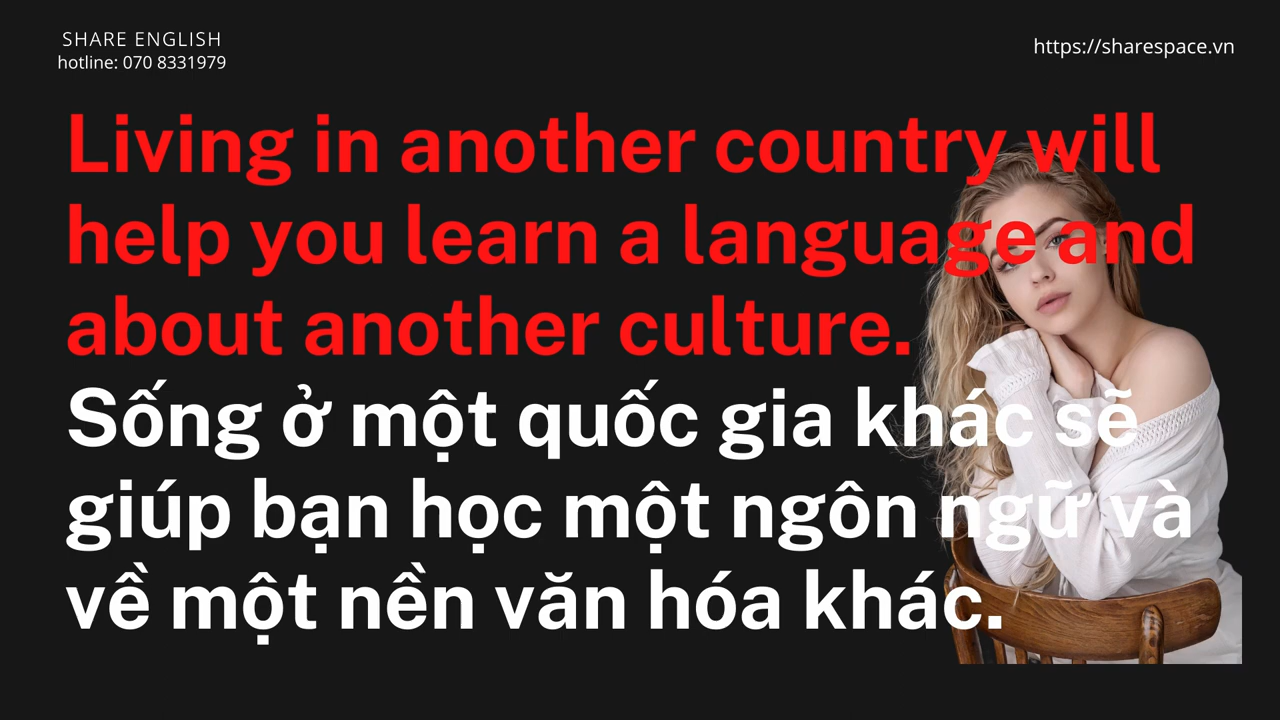 SHARE ENGLISH
hotline: 070 8331979
https://sharespace.vn
Living in another country will
help you learn a language and
about another culture.
Sống ở một quốc gia khác sẽ
giúp bạn học một ngôn ngữ và
về một nền văn hóa khác.